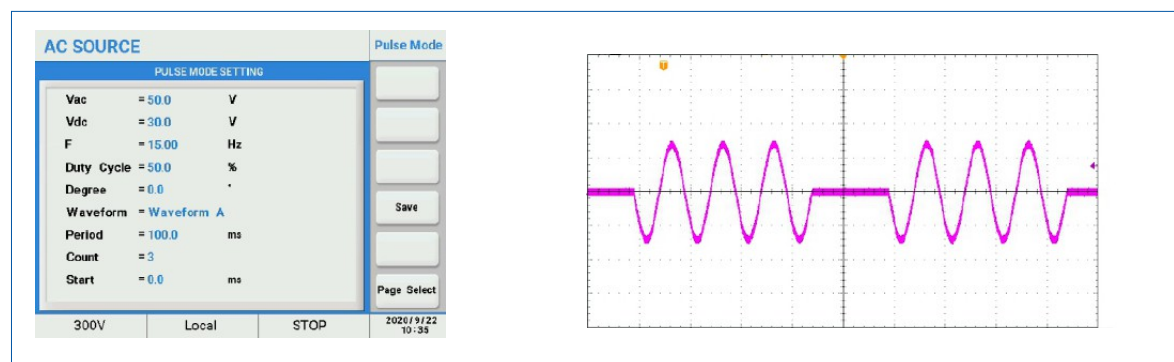 AC SOURCE
Pulse Mode
PULSE MODE SETTING
Vac = 50.0 V
Vdc = 30.0 V
F = 15.00 Hz
Duty Cycle = 50.0 %
Degree = 0.0 °
Waveform = Waveform A
Period = 100.0 ms
Count = 3
Start = 0.0 ms
Save
Page Select
300V Local STOP 2020/9/22
10:35
T